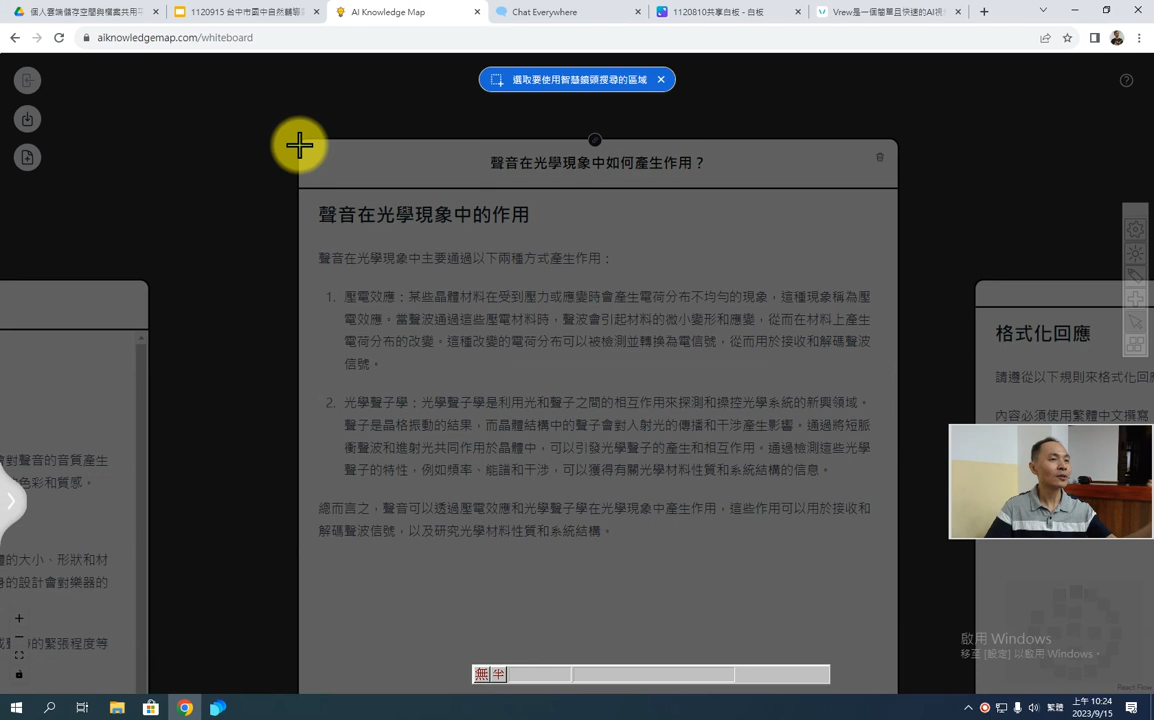 個人雲端儲存空間與檔案共用平
1120915 台中市國中自然輔導
AI Knowledge Map
Chat Everywhere
1120810共享白板 - 白板
Vrew是一個簡單且快速的AI視
aiknowledgemap.com/whiteboard
選取要使用智慧鏡頭搜尋的區域
聲音在光學現象中如何產生作用？
聲音在光學現象中的作用
聲音在光學現象中主要通過以下兩種方式產生作用：
1. 壓電效應：某些晶體材料在受到壓力或應變時會產生電荷分布不均勻的現象，這種現象稱為壓
電效應。當聲波通過這些壓電材料時，聲波會引起材料的微小變形和應變，從而在材料上產生
電荷分布的改變。這種改變的電荷分布可以被檢測並轉換為電信號，從而用於接收和解碼聲波
信號。
2. 光學聲子學：光學聲子學是利用光和聲子之間的相互作用來探測和操控光學系統的新興領域。
聲子是晶格振動的結果，而晶體結構中的聲子會對入射光的傳播和干涉產生影響。通過將短脈
衝聲波和進射光共同作用於晶體中，可以引發光學聲子的產生和相互作用。通過檢測這些光學
聲子的特性，例如頻率、能譜和干涉，可以獲得有關光學材料性質和系統結構的信息。
總而言之，聲音可以透過壓電效應和光學聲子學在光學現象中產生作用，這些作用可以用於接收和
解碼聲波信號，以及研究光學材料性質和系統結構。
會對聲音的音質產生
色彩和質感。
體的大小、形狀和材
的設計會對樂器的
的緊張程度等
格式化回應
請遵從以下規則來格式化回
內容必須使用繁體中文撰寫
啟用 Windows
移至 [設定] 以啟用 Windows。
React Flow
無半
繁體
上午 10:24
2023/9/15